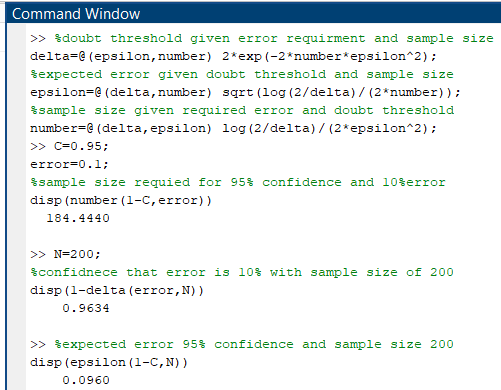 Command Window
>> %doubt threshold given error requirment and sample size
delta=@(epsilon,number) 2*exp(-2*number*epsilon^2);
%expected error given doubt threshold and sample size
epsilon=@(delta,number) sqrt(log(2/delta)/(2*number));
%sample size given required error and doubt threshold
number=@(delta,epsilon) log(2/delta)/(2*epsilon^2);
>> C=0.95;
error=0.1;
%sample size requied for 95% confidence and 10%error
disp(number(1-C,error))
184.4440
>> N=200;
%confidnece that error is 10% with sample size of 200
disp(1-delta(error,N))
0.9634
>> %expected error 95% confidence and sample size 200
disp(epsilon(1-C,N))
0.0960